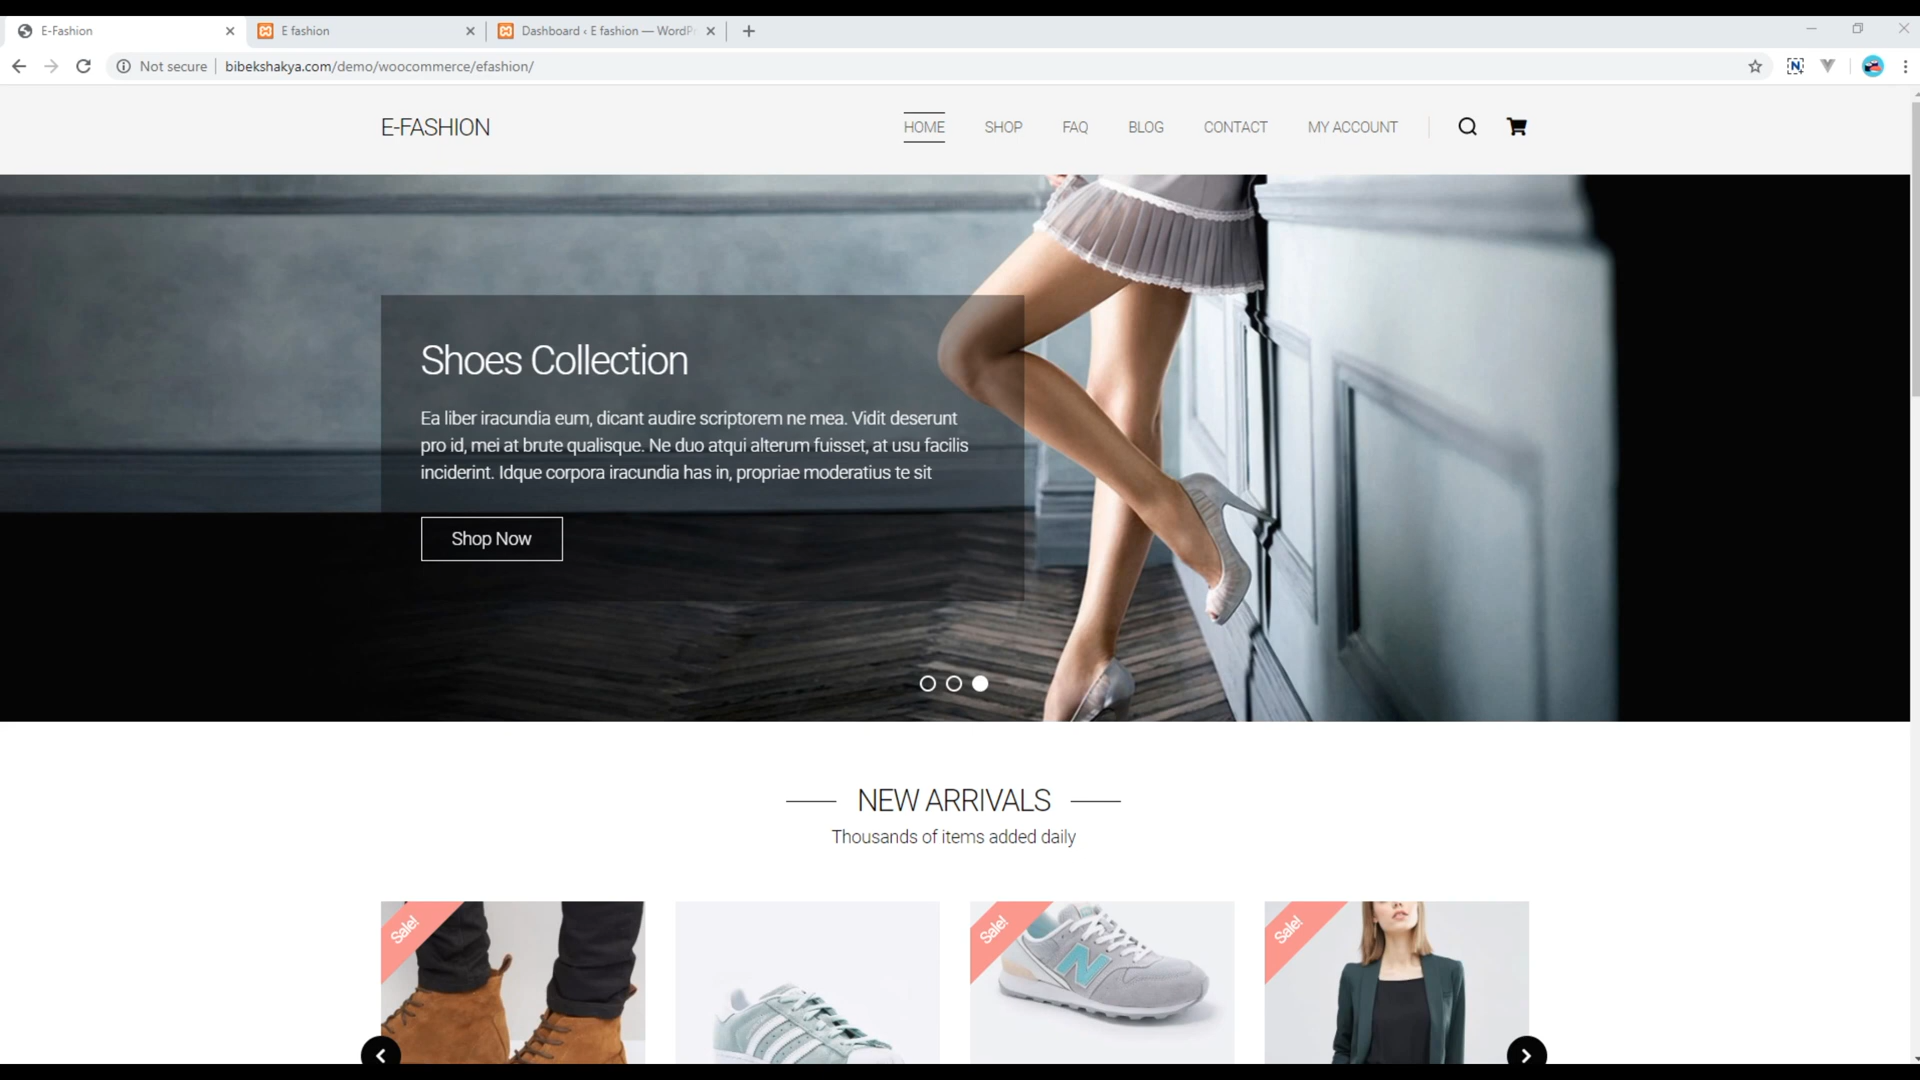 E-Fashion
E fashion
Dashboard ‹ E fashion — WordP
Not secure
bibekshakya.com/demo/woocommerce/efashion/
E-FASHION
HOME
SHOP
FAQ
BLOG
CONTACT
MY ACCOUNT
Shoes Collection
Ea liber iracundia eum, dicant audire scriptorem ne mea. Vidit deserunt
pro id, mei at brute qualisque. Ne duo atqui alterum fuisset, at usu facilis
inciderint. Idque corpora iracundia has in, propriae moderatius te sit
Shop Now
NEW ARRIVALS
Thousands of items added daily
Sale!
Sale!
N
Sale!